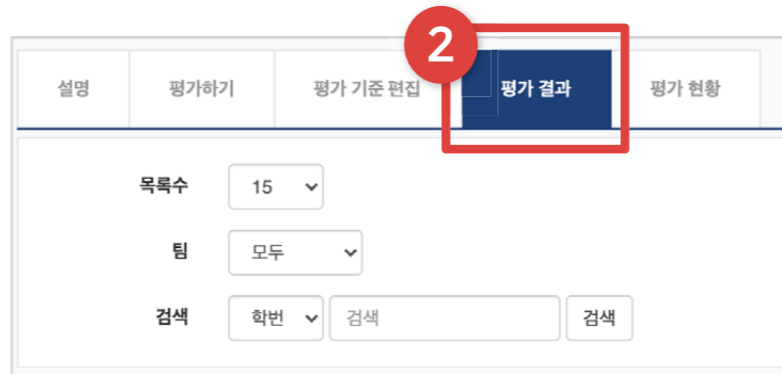 2
설명 평가하기 평가 기준 편집 평가 결과 평가 현황
목록수 15
팀 모두
검색 학번 검색 검색